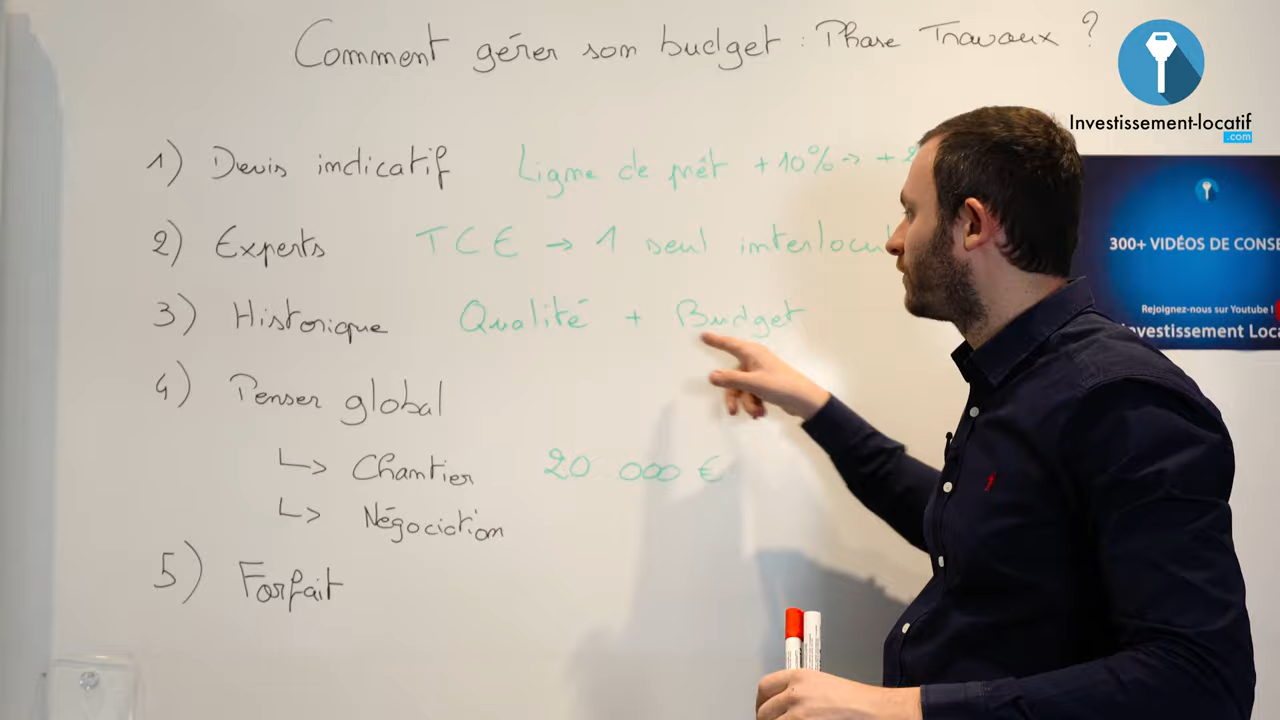 Comment gérer son budget : Phase Travaux ?
Investissement-locatif
.com
1) Devis indicatif Ligne de prêt + 10% → +
2) Experts TCE → 1 seul interlocut
3) Historique Qualité + Budget
4) Penser global
↳ Chantier 20 000 €
↳ Négociation
5) Forfait
300+ VIDÉOS DE CONSE
Rejoignez-nous sur Youtube !
Investissement Loca